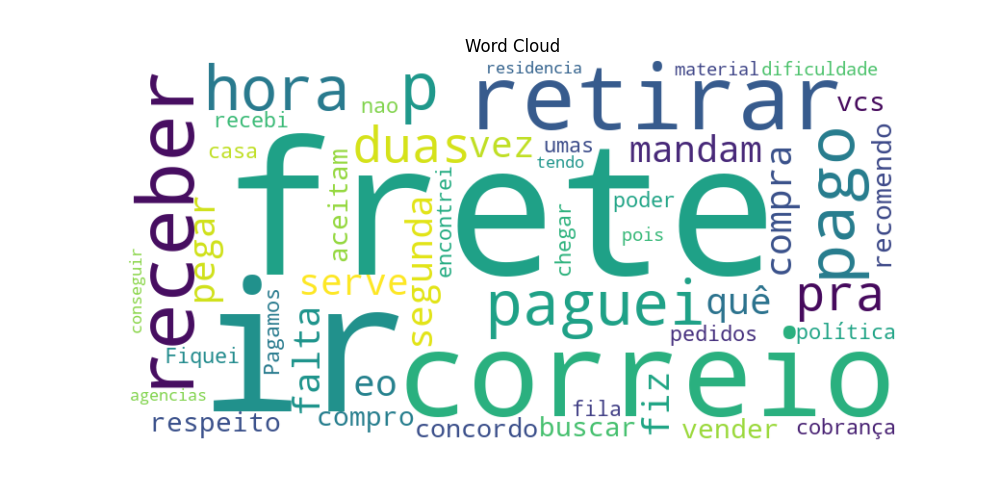 Word Cloud
residencia
material
dificuldade
hora
p
retirar
vcs
nao
recebi
receber
casa
duas
vez
umas
tendo
mandam
pago
recomendo
compra
frete
aceitam
encontrei
segunda
chegar
poder
pois
pegar
conseguir
serve
ir
paguei
quê
pra
pedidos
política
Pagamos
Fiquei
falta
correio
eo
agencias
respeito
compro
concordo
fila
buscar
fiz
vender
cobrança